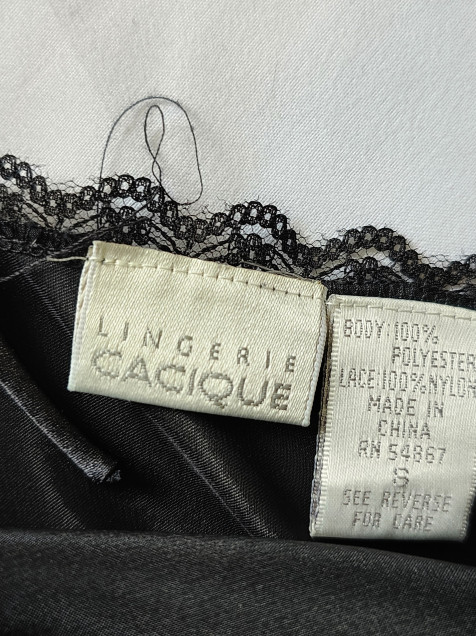 LINGERIE
CACIQUE
BODY:100%
POLYESTER
LACE:100%NYLON
MADE IN
CHINA
RN 54867
S
SEE REVERSE
FOR CARE